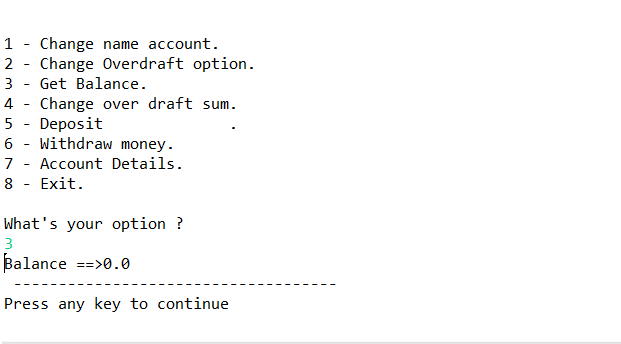 1 - Change name account.
2 - Change Overdraft option.
3 - Get Balance.
4 - Change over draft sum.
5 - Deposit              .
6 - Withdraw money.
7 - Account Details.
8 - Exit.
What's your option ?
3
Balance ==>0.0
------------------------------------
Press any key to continue